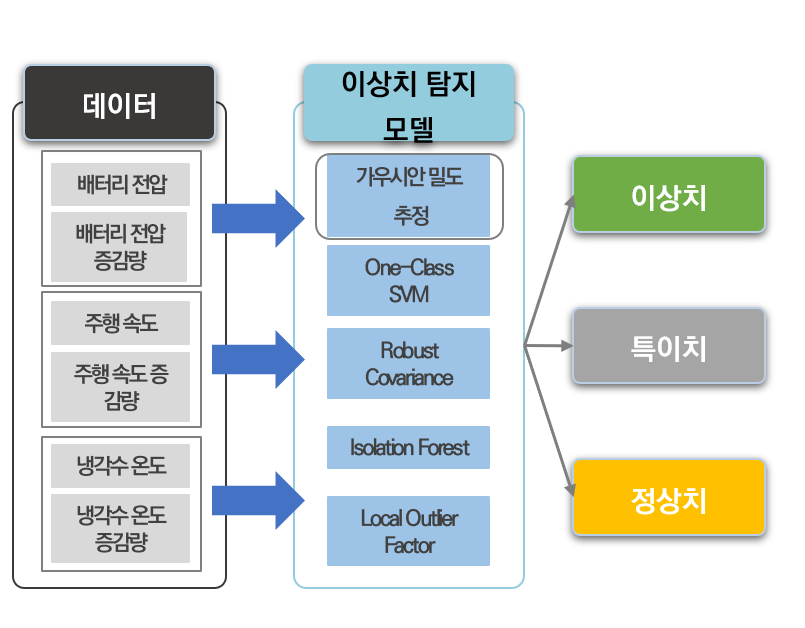 데이터
배터리 전압
배터리 전압
증감량
주행 속도
주행 속도 증
감량
냉각수 온도
냉각수 온도
증감량
이상치 탐지
모델
가우시안 밀도
추정
One-Class
SVM
Robust
Covariance
Isolation Forest
Local Outlier
Factor
이상치
특이치
정상치